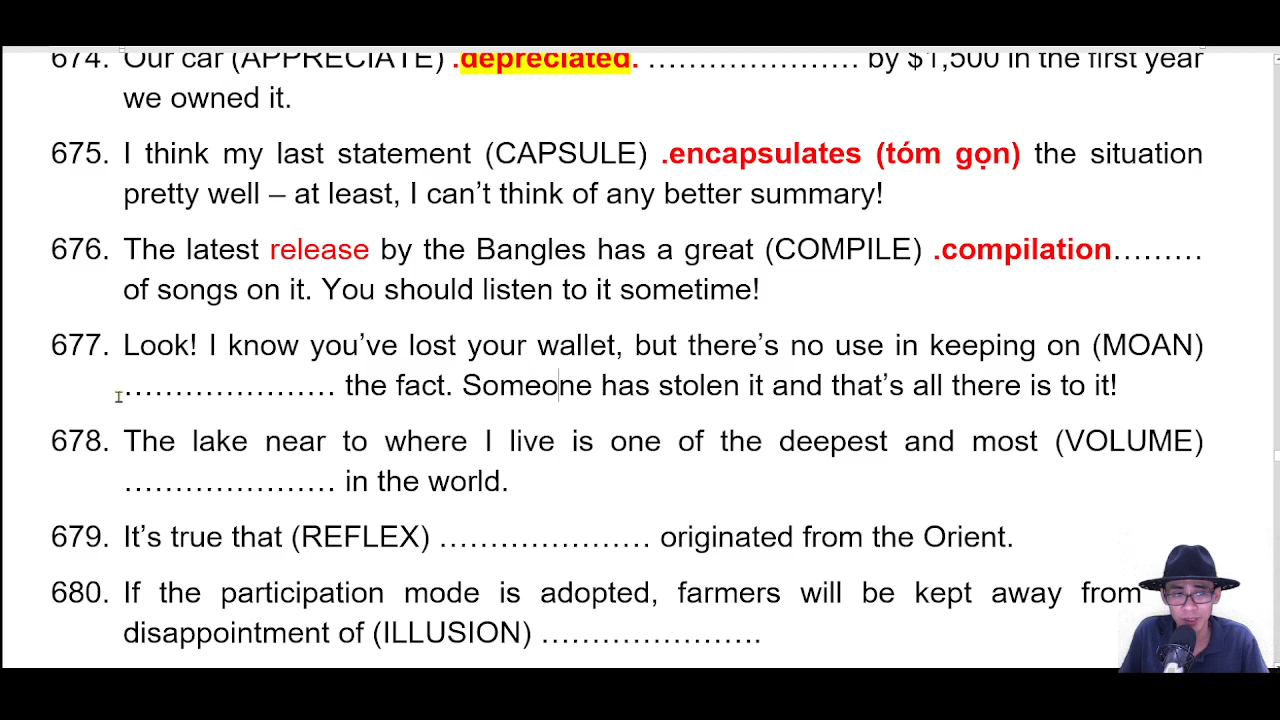 674. Our car (APPRECIATE) .depreciated. ………………… by $1,500 in the first year
we owned it.
675. I think my last statement (CAPSULE) .encapsulates (tóm gọn) the situation
pretty well – at least, I can’t think of any better summary!
676. The latest release by the Bangles has a great (COMPILE) .compilation………
of songs on it. You should listen to it sometime!
677. Look! I know you’ve lost your wallet, but there’s no use in keeping on (MOAN)
………………… the fact. Someone has stolen it and that’s all there is to it!
678. The lake near to where I live is one of the deepest and most (VOLUME)
………………… in the world.
679. It’s true that (REFLEX) ………………… originated from the Orient.
680. If the participation mode is adopted, farmers will be kept away from
disappointment of (ILLUSION) ………………….